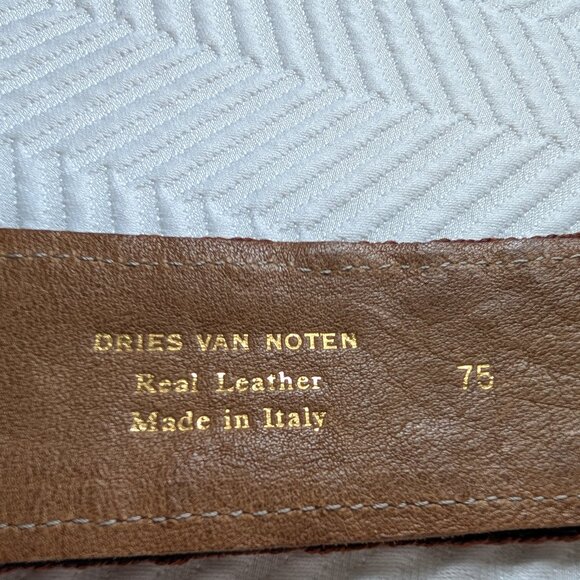 DRIES VAN NOTEN
Real Leather
Made in Italy
75